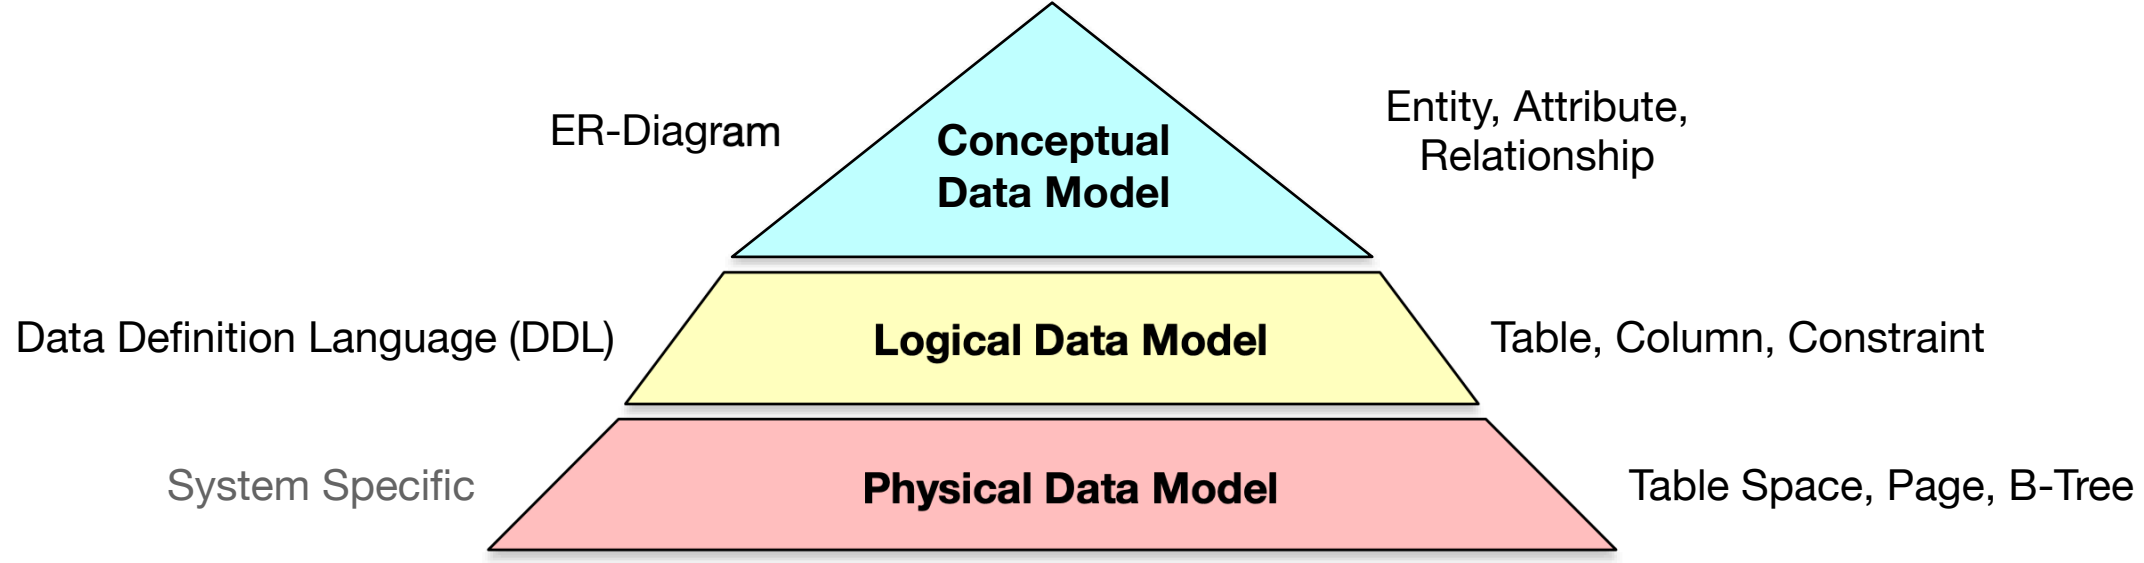 ER-Diagram
Conceptual
Data Model
Entity, Attribute,
Relationship
Data Definition Language (DDL)
Logical Data Model
Table, Column, Constraint
System Specific
Physical Data Model
Table Space, Page, B-Tree